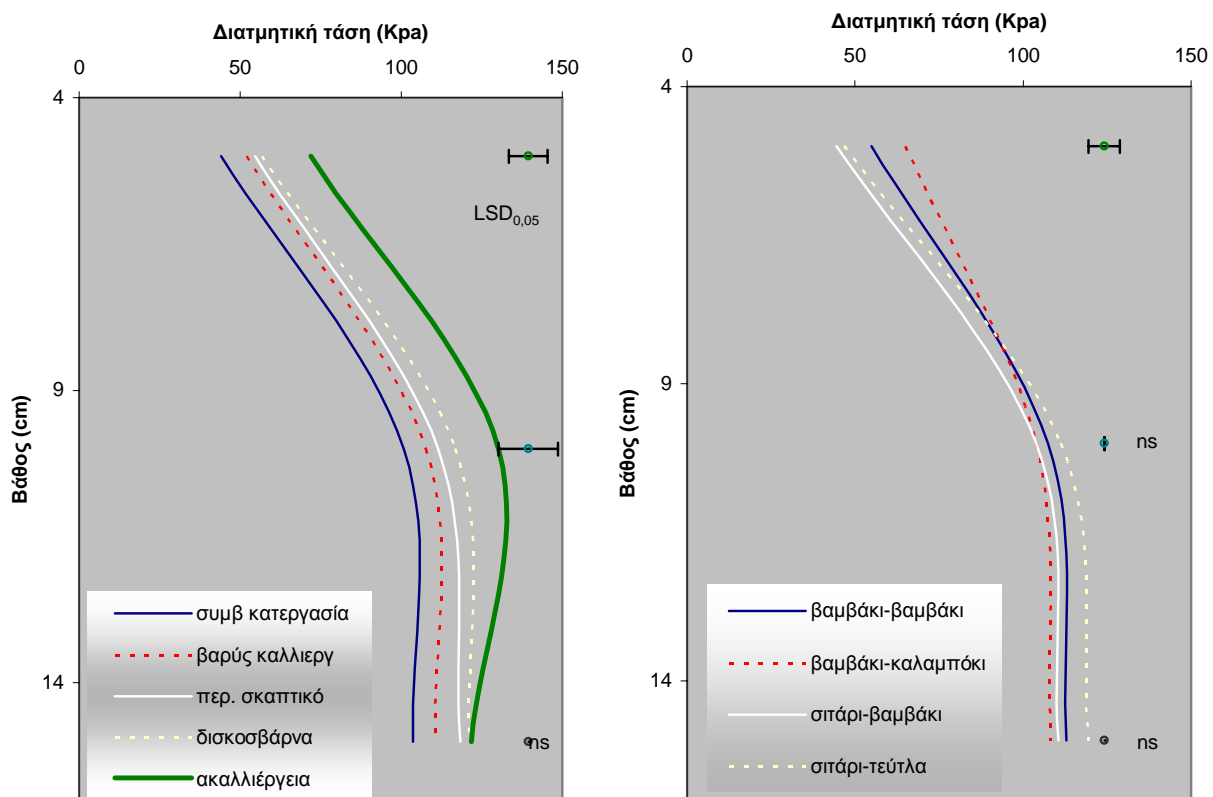 Διατμητική τάση (Kpa)
0 50 100 150
4
9
14
Βάθος (cm)
LSD0,05
ns
συμβ κατεργασία
βαρύς καλλιεργ
περ. σκαπτικό
δισκοσβάρνα
ακαλλιέργεια
Διατμητική τάση (Kpa)
0 50 100 150
4
9
14
Βάθος (cm)
ns
ns
βαμβάκι-βαμβάκι
βαμβάκι-καλαμπόκι
σιτάρι-βαμβάκι
σιτάρι-τεύτλα